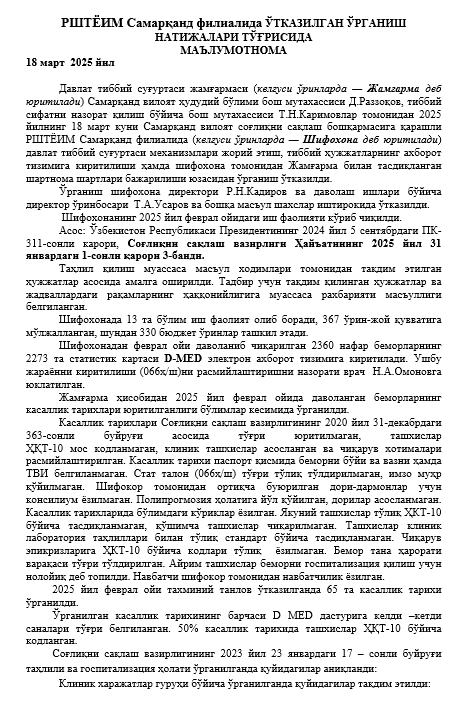 РШТЁИМ Самарқанд филиалида ЎТКАЗИЛГАН ЎРГАНИШ
НАТИЖАЛАРИ ТЎҒРИСИДА
МАЪЛУМОТНОМА
18 март 2025 йил
Давлат тиббий суғуртаси жамғармаси (келгуси ўринларда — Жамғарма деб
юритилади) Самарқанд вилоят ҳудудий бўлими бош мутахассиси Д.Раззоқов, тиббий
сифатни назорат қилиш бўйича бош мутахассиси Т.Н.Каримовлар томонидан 2025
йилнинг 18 март куни Самарқанд вилоят соғлиқни сақлаш бошқармасига қарашли
РШТЁИМ Самарқанд филиалида (келгуси ўринларда — Шифохона деб юритилади)
давлат тиббий суғуртаси механизмлари жорий этиш, тиббий ҳужжатларнинг ахборот
тизимига киритилиши ҳамда шифохона томонидан Жамғарма билан тасдиқланган
шартнома шартлари бажарилиши юзасидан ўрганиш ўтказилди.
Ўрганиш шифохона директори Р.Н.Кадиров ва даволаш ишлари бўйича
директор ўринбосари Т.А.Усаров ва бошқа масъул шахслар иштирокида ўтказилди.
Шифохонанинг 2025 йил феврал ойидаги иш фаолияти кўриб чиқилди.
Асос: Ўзбекистон Республикаси Президентининг 2024 йил 5 сентябрдаги ПК-
311-сонли қарори, Соғлиқни сақлаш вазирлиги Ҳайъатининг 2025 йил 31
январдаги 1-сонли қарори 3-банди.
Таҳлил қилиш муассаса масъул ходимлари томонидан тақдим этилган
ҳужжатлар асосида амалга оширилди. Тадбир учун тақдим қилинган ҳужжатлар ва
жадваллардаги рақамларнинг ҳаққонийлигига муассаса раҳбарияти масъуллиги
белгиланган.
Шифохонада 13 та бўлим иш фаолият олиб боради, 367 ўрин-жой қувватига
мўлжалланган, шундан 330 бюджет ўринлар ташкил этади.
Шифохонадан феврал ойи даволаниб чиқарилган 2360 нафар беморларнинг
2273 та статистик картаси D-MED электрон ахборот тизимига киритилади. Ушбу
жараённи киритилиши (066х/ш)ни расмийлаштиришни назорати врач Н.А.Омоновга
юклатилган.
Жамғарма ҳисобидан 2025 йил феврал ойида даволанган беморларнинг
касаллик тарихлари юритилганлиги бўлимлар кесимида ўрганилди.
Касаллик тарихлари Соғлиқни сақлаш вазирлигининг 2020 йил 31-декабрдаги
363-сонли буйруғи асосида тўғри юритилмаган, ташхислар
ҲҚТ-10 мос кодланмаган, клиник ташхислар асосланган ва чиқарув хотималари
расмийлаштирилган. Касаллик тарихи паспорт қисмида беморни бўйи ва вазни ҳамда
ТВИ белгиланмаган. Стат талон (066х/ш) тўғри тўлиқ тўлдирилмаган, имзо муҳр
қўйилмаган. Шифокор томонидан ортиқча буюрилган дори-дармонлар учун
консилиум ёзилмаган. Полипрогмозия ҳолатига йўл қўйилган, дорилар асосланмаган.
Касаллик тарихларида бўлимдаги кўриклар ёзилган. Якуний ташхислар тўлиқ ҲҚТ-10
бўйича тасдиқланмаган, қўшимча ташхислар чиқарилмаган. Ташхислар клиник
лаборатория таҳлиллари билан тўлиқ стандарт бўйича тасдиқланмаган. Чиқарув
эпикризларига ҲКТ-10 бўйича кодлари тўлиқ ёзилмаган. Бемор тана ҳарорати
варақаси тўғри тўлдирилган. Айрим ташхислар беморни госпитализация қилиш учун
нолойиқ деб топилди. Навбатчи шифокор томонидан навбатчилик ёзилган.
2025 йил феврал ойи тахминий танлов ўтказилганда 65 та касаллик тарихи
ўрганилди.
Ўрганилган касаллик тарихининг барчаси D MED дастурига келди –кетди
саналари тўғри белгиланган. 50% касаллик тарихида ташхислар ҲҚТ-10 бўйича
кодланган.
Соғлиқни сақлаш вазирлигининг 2023 йил 23 январдаги 17 – сонли буйруғи
таҳлили ва госпитализация ҳолати ўрганилганда қуйидагилар аниқланди:
Клиник харажатлар гуруҳи бўйича ўрганилганда қуйидагилар тақдим этилди: